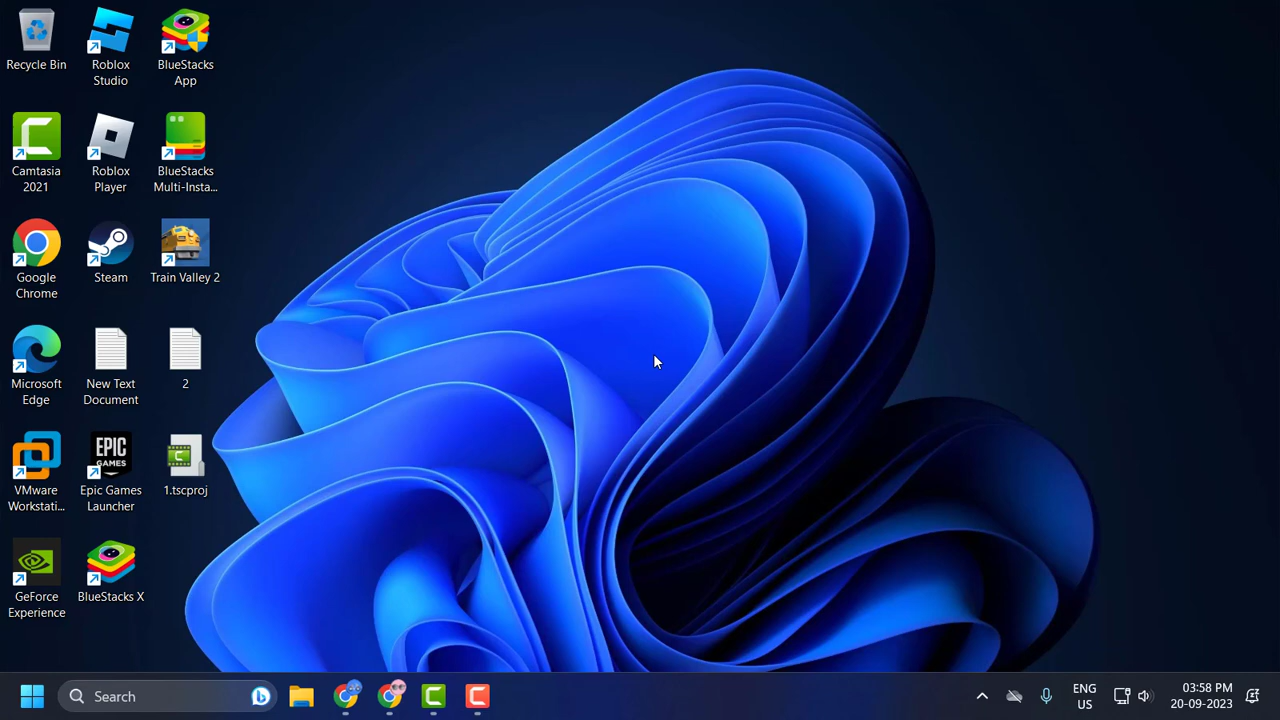 Recycle Bin
Roblox
Studio
BlueStacks
App
Camtasia
2021
Roblox
Player
BlueStacks
Multi-Insta...
Google
Chrome
Steam
Train Valley 2
Microsoft
Edge
New Text
Document
2
VMware
Workstati...
EPIC
GAMES
Epic Games
Launcher
1.tscproj
GeForce
Experience
BlueStacks X
Search
ENG
US
03:58 PM
20-09-2023